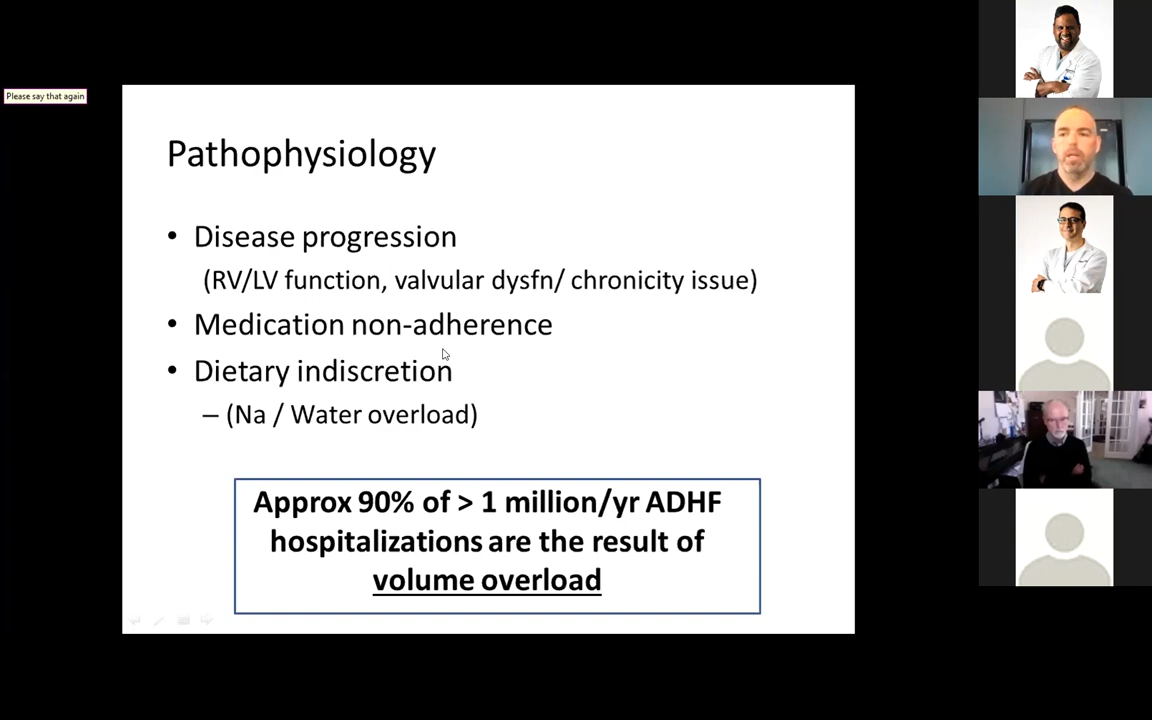 Please say that again
Pathophysiology
• Disease progression
(RV/LV function, valvular dysfn/ chronicity issue)
• Medication non-adherence
• Dietary indiscretion
– (Na / Water overload)
Approx 90% of > 1 million/yr ADHF
hospitalizations are the result of
volume overload